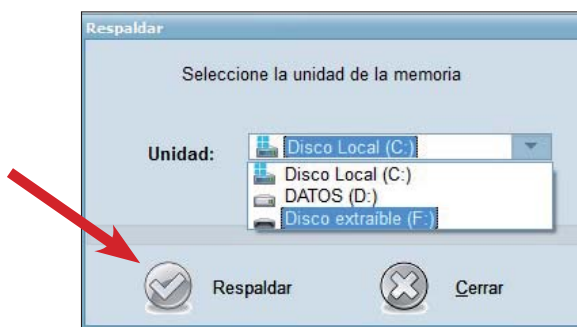 Respaldar
Seleccione la unidad de la memoria
Unidad:
Disco Local (C:)
Disco Local (C:)
DATOS (D:)
Disco extraíble (F:)
Respaldar
Cerrar